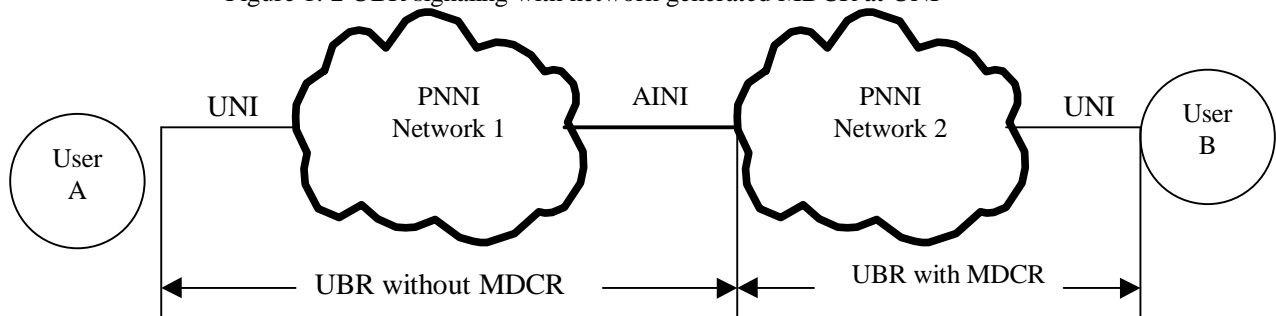 Figure 1: 2 UBR signaling with network generated MDCR at UNI
UNI
PNNI
Network 1
AINI
PNNI
Network 2
UNI
User
A
User
B
UBR without MDCR
UBR with MDCR